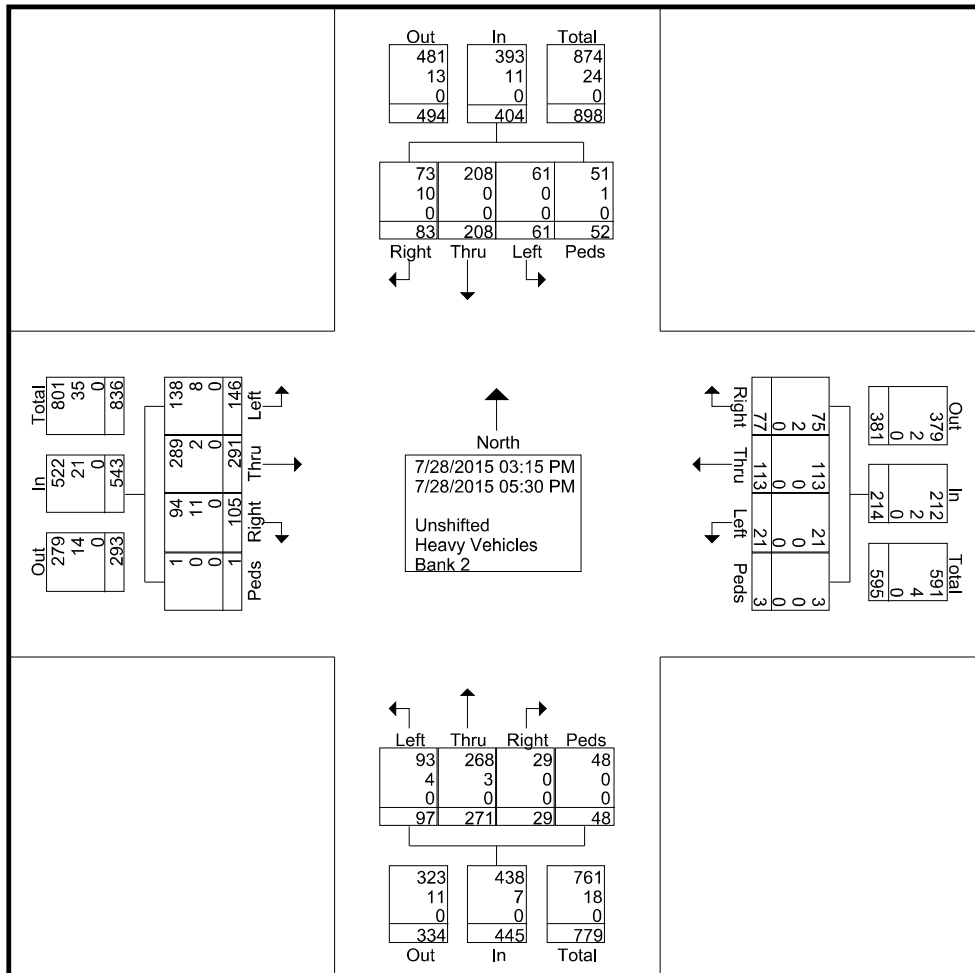 Out In Total
481 393 874
13 11 24
0 0 0
494 404 898
73 208 61 51
10 0 0 1
0 0 0 0
83 208 61 52
Right Thru Left Peds
Total
801
35
0
836
In
522
21
0
543
Out
279
14
0
293
138
8
0
146
Left
289
2
0
291
Thru
94
11
0
105
Right
1
0
0
1
Peds
North
7/28/2015 03:15 PM
7/28/2015 05:30 PM
Unshifted
Heavy Vehicles
Bank 2
Right
75
2
0
77
Thru
113
0
0
113
Left
21
0
0
21
Peds
3
0
0
3
Out
379
2
0
381
In
212
2
0
214
Total
591
4
0
595
Left Thru Right Peds
93 268 29 48
4 3 0 0
0 0 0 0
97 271 29 48
323 438 761
11 7 18
0 0 0
334 445 779
Out In Total